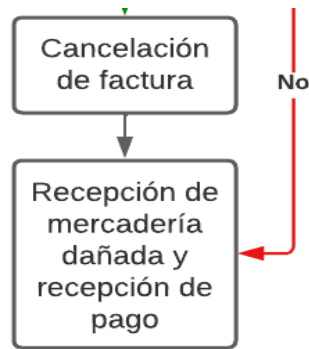 Cancelación
de factura
No
Recepción de
mercadería
dañada y
recepción de
pago